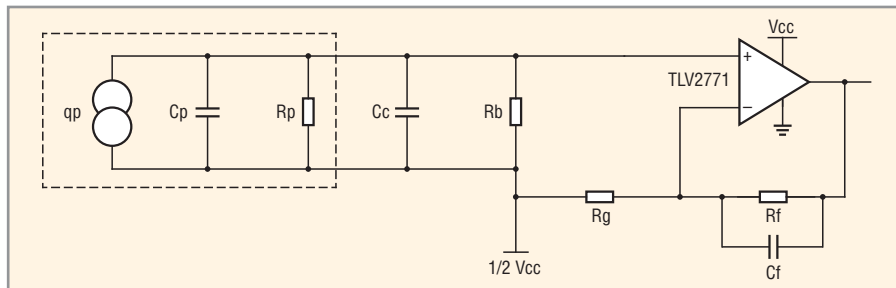 Vcc
TLV2771
+
−
qp
Cp
Rp
Cc
Rb
Rg
Rf
Cf
1/2 Vcc